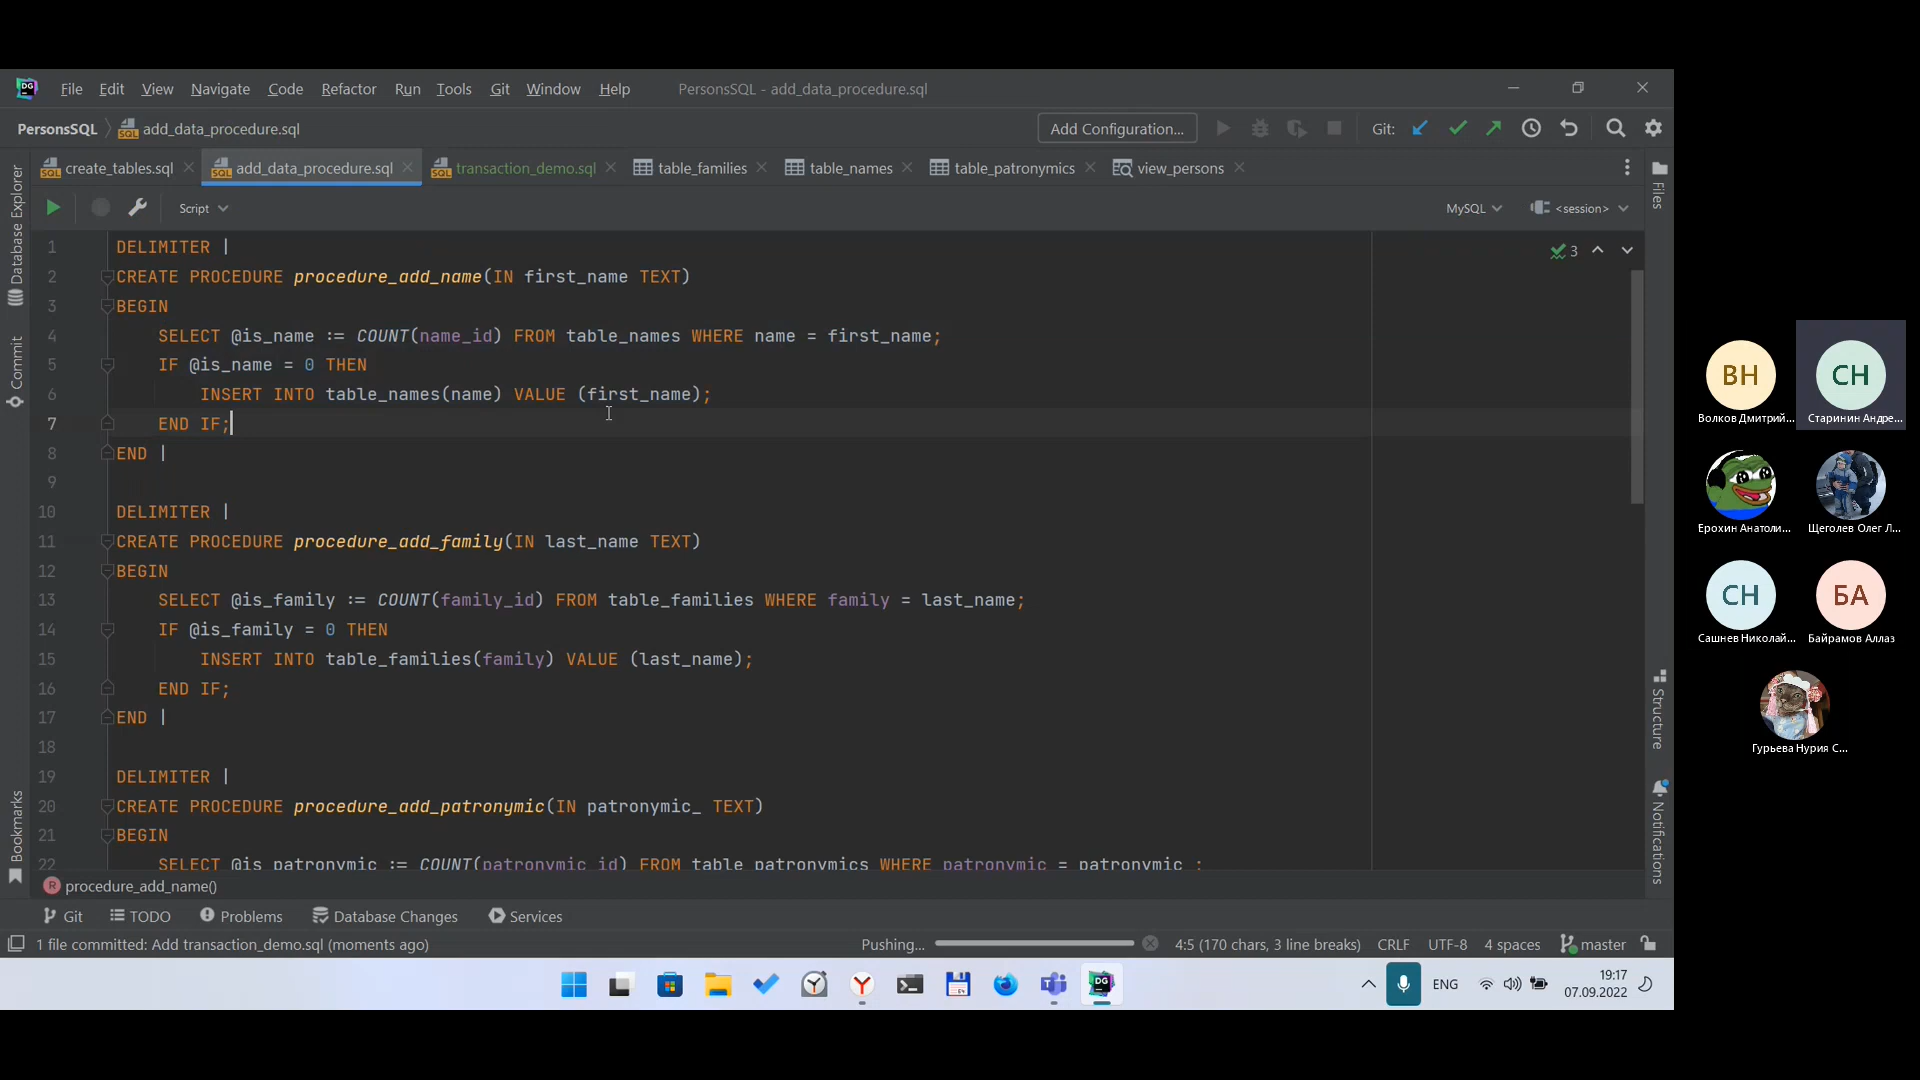 DG File Edit View Navigate Code Refactor Run Tools Git Window Help PersonsSQL - add_data_procedure.sql
PersonsSQL add_data_procedure.sql Add Configuration... Git:
create_tables.sql add_data_procedure.sql transaction_demo.sql table_families table_names table_patronymics view_persons
Script MySQL <session>
Database Explorer
Commit
Bookmarks
Files
Structure
Notifications
3
1 DELIMITER |
2 CREATE PROCEDURE procedure_add_name(IN first_name TEXT)
3 BEGIN
4 SELECT @is_name := COUNT(name_id) FROM table_names WHERE name = first_name;
5 IF @is_name = 0 THEN
6 INSERT INTO table_names(name) VALUE (first_name);
7 END IF;
8 END |
9
10 DELIMITER |
11 CREATE PROCEDURE procedure_add_family(IN last_name TEXT)
12 BEGIN
13 SELECT @is_family := COUNT(family_id) FROM table_families WHERE family = last_name;
14 IF @is_family = 0 THEN
15 INSERT INTO table_families(family) VALUE (last_name);
16 END IF;
17 END |
18
19 DELIMITER |
20 CREATE PROCEDURE procedure_add_patronymic(IN patronymic_ TEXT)
21 BEGIN
22 SELECT @is_patronymic := COUNT(patronymic_id) FROM table_patronymics WHERE patronymic = patronymic_;
R procedure_add_name()
Git TODO Problems Database Changes Services
1 file committed: Add transaction_demo.sql (moments ago) Pushing... 4:5 (170 chars, 3 line breaks) CRLF UTF-8 4 spaces master
ENG 19:17
07.09.2022
ВН СН
Волков Дмитрий... Старинин Андре...
Ерохин Анатоли... Щеголев Олег Л...
СН БА
Сашнев Николай... Байрамов Аллаз
Гурьева Нурия С...